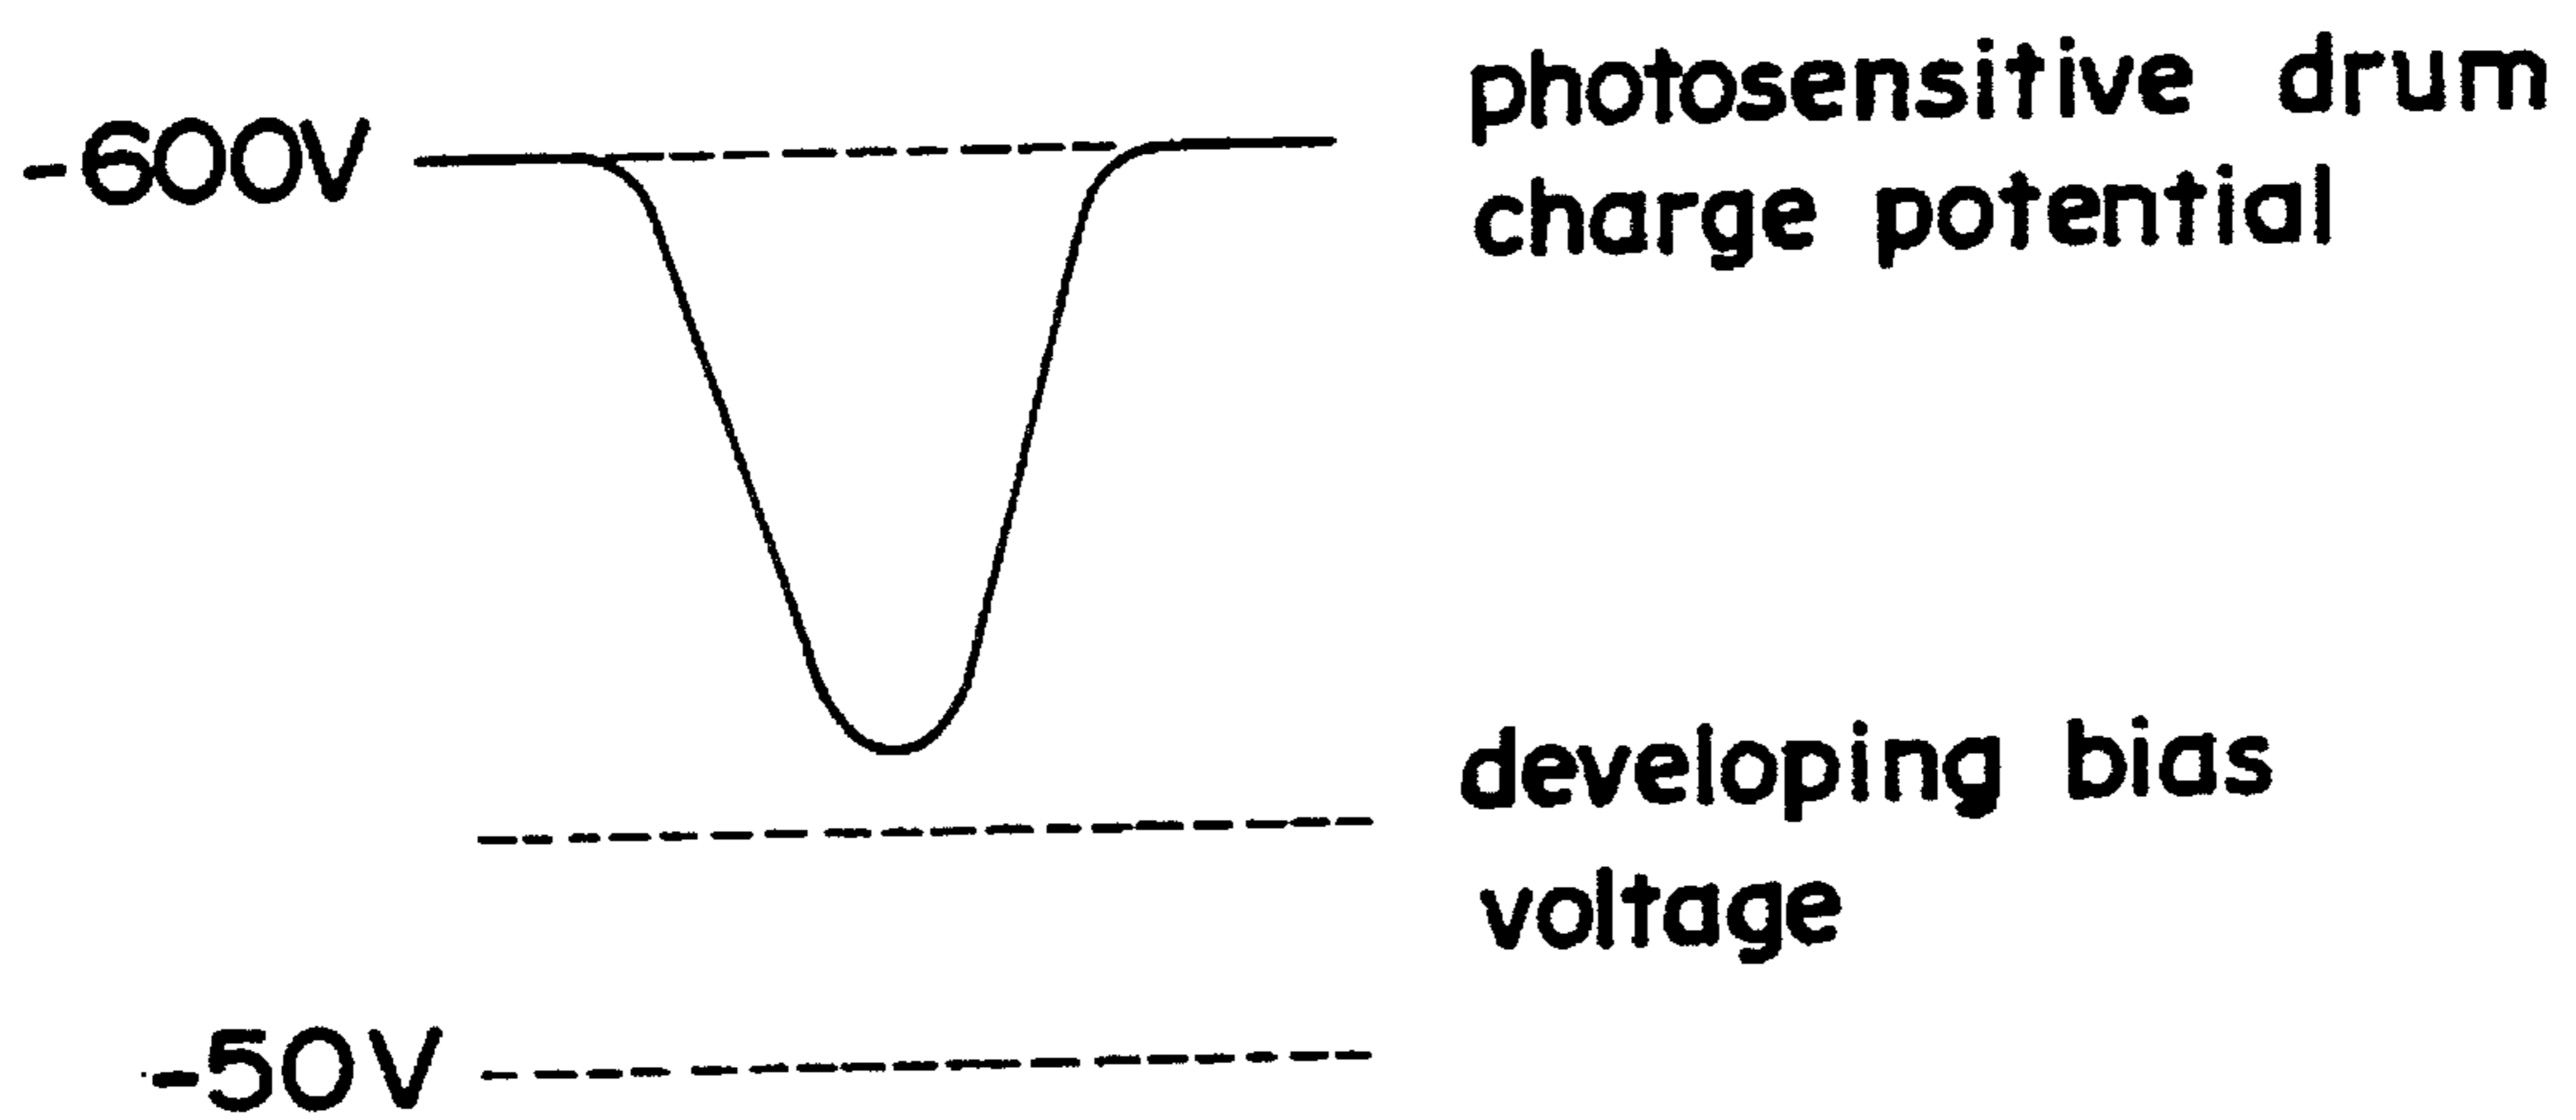 -600V
photosensitive drum
charge potential
developing bias
voltage
-50V